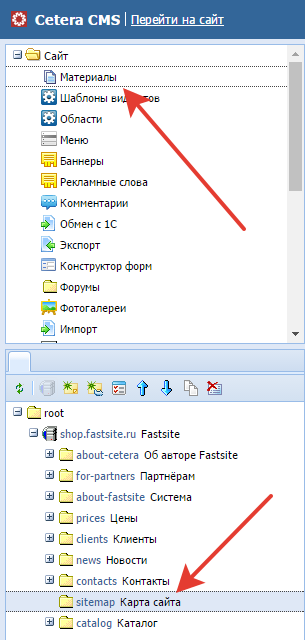 Cetera CMS | Перейти на сайт
Сайт
Материалы
Шаблоны виджетов
Области
Меню
Баннеры
Рекламные слова
Комментарии
Обмен с 1С
Экспорт
Конструктор форм
Форумы
Фотогалереи
Импорт
root
shop.fastsite.ru Fastsite
about-cetera Об авторе Fastsite
for-partners Партнёрам
about-fastsite Система
prices Цены
clients Клиенты
news Новости
contacts Контакты
sitemap Карта сайта
catalog Каталог